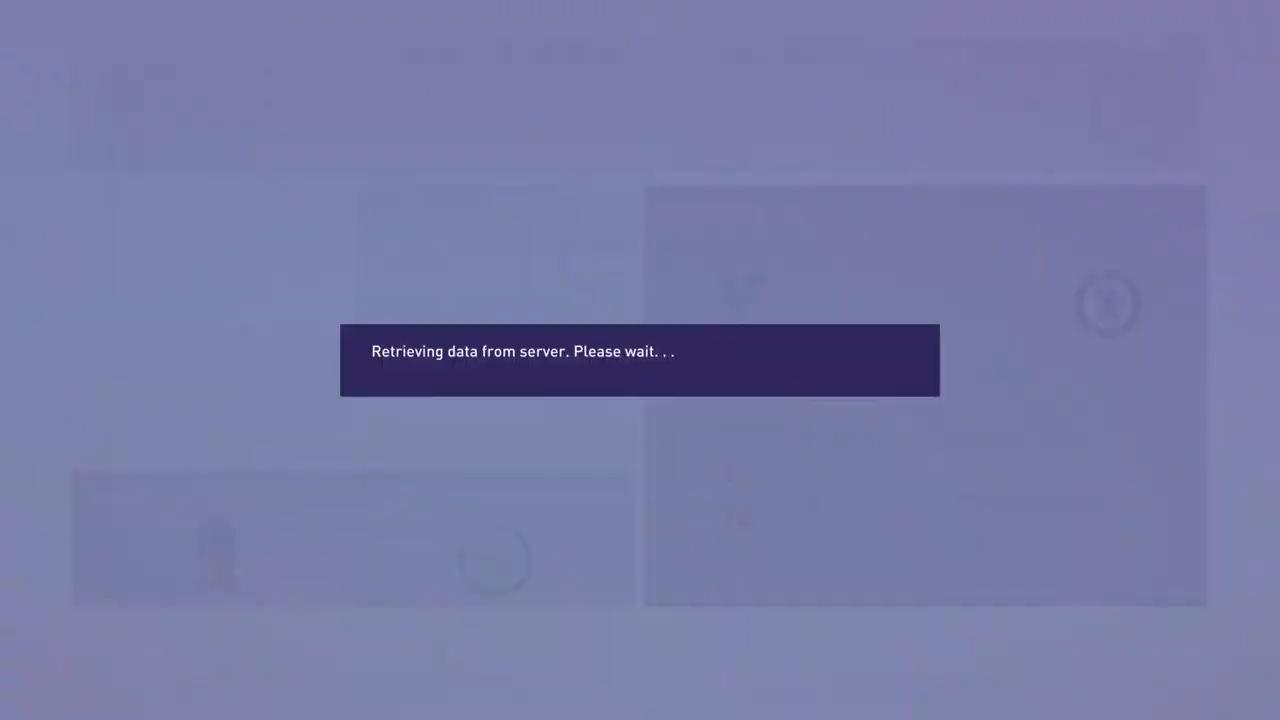 Retrieving data from server. Please wait. . .